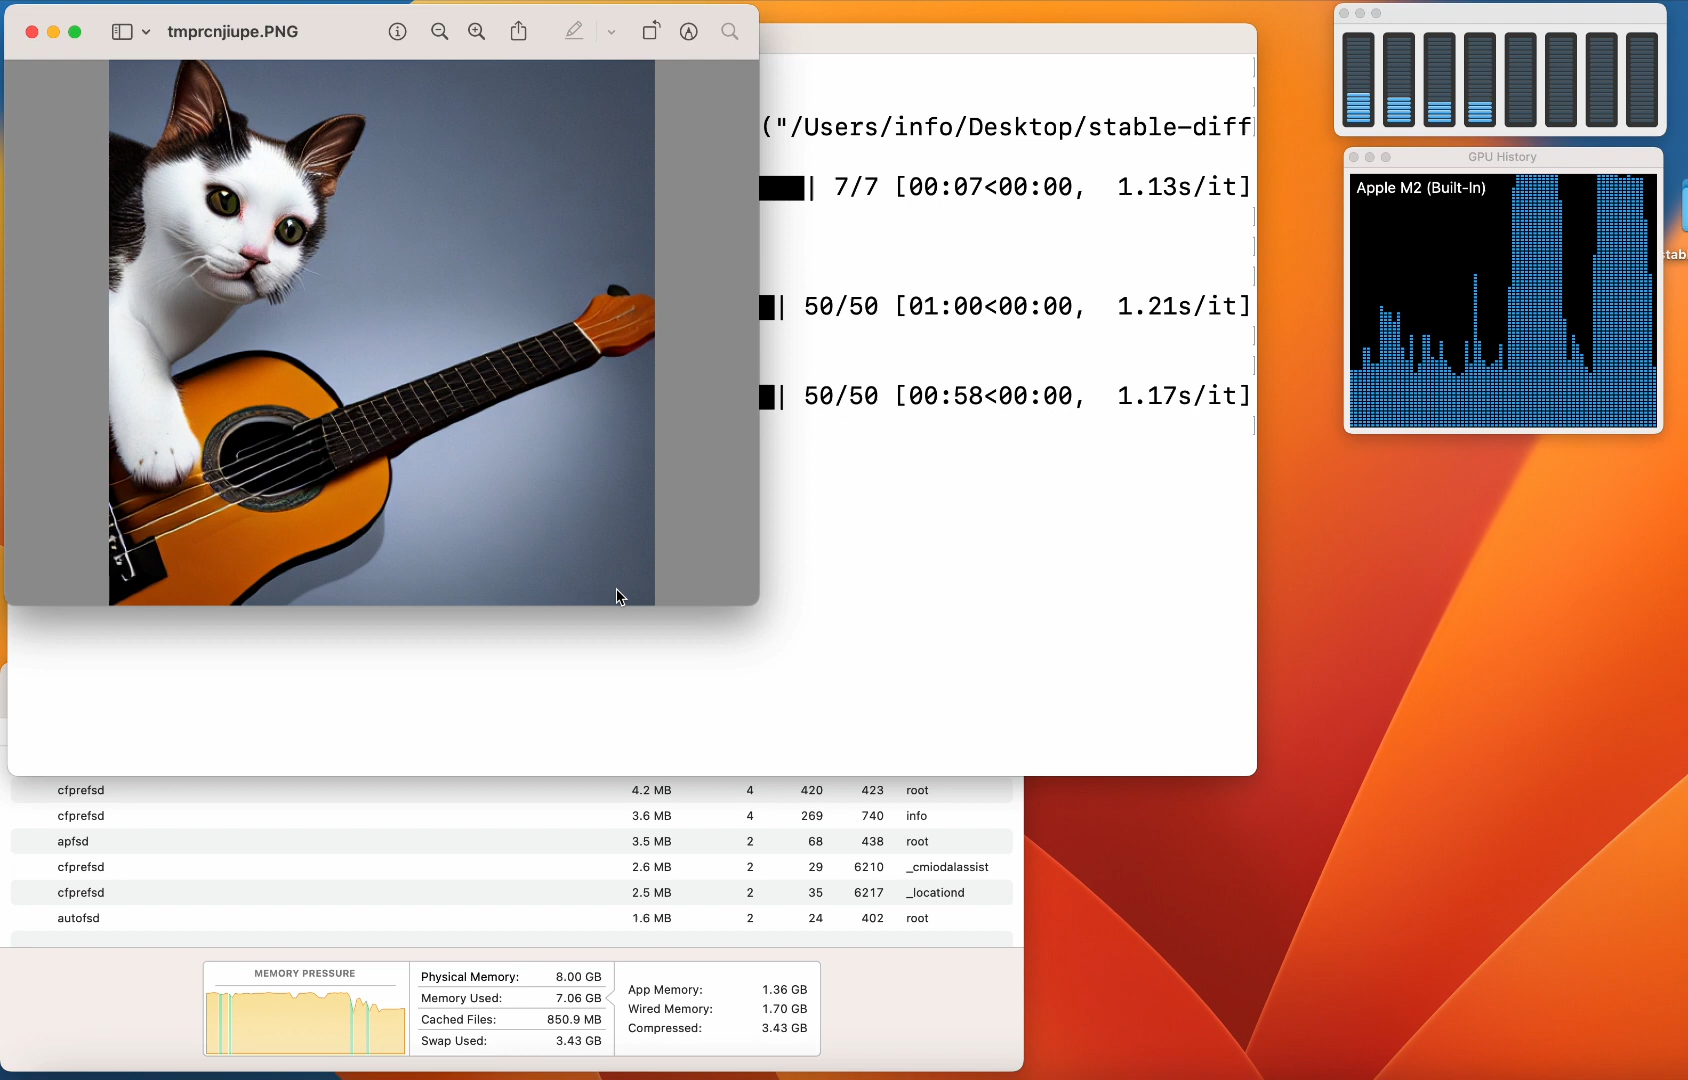 tmprcnjiupe.PNG
("/Users/info/Desktop/stable-diff
| 7/7 [00:07<00:00, 1.13s/it]
| 50/50 [01:00<00:00, 1.21s/it]
| 50/50 [00:58<00:00, 1.17s/it]
GPU History
Apple M2 (Built-In)
stab
cfprefsd 4.2 MB 4 420 423 root
cfprefsd 3.6 MB 4 269 740 info
apfsd 3.5 MB 2 68 438 root
cfprefsd 2.6 MB 2 29 6210 _cmiodalassist
cfprefsd 2.5 MB 2 35 6217 _locationd
autofsd 1.6 MB 2 24 402 root
MEMORY PRESSURE
Physical Memory: 8.00 GB
Memory Used: 7.06 GB
Cached Files: 850.9 MB
Swap Used: 3.43 GB
App Memory: 1.36 GB
Wired Memory: 1.70 GB
Compressed: 3.43 GB